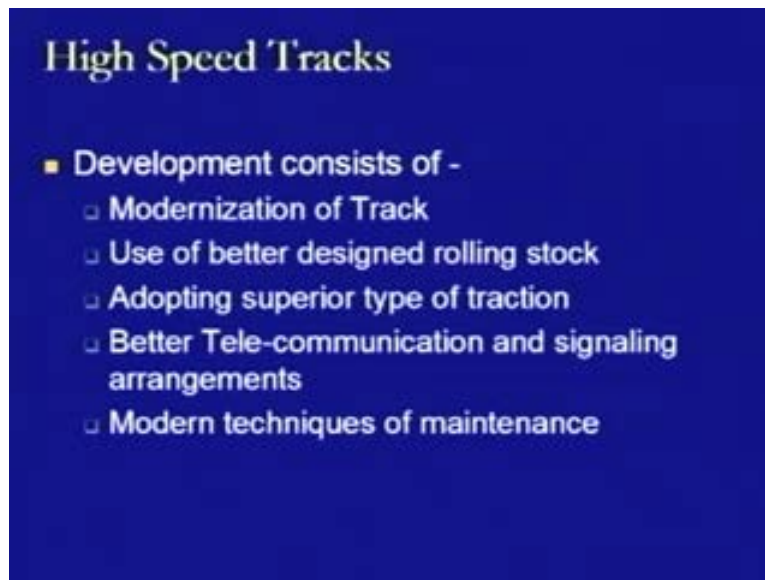 High Speed Tracks
Development consists of -
Modernization of Track
Use of better designed rolling stock
Adopting superior type of traction
Better Tele-communication and signaling
arrangements
Modern techniques of maintenance